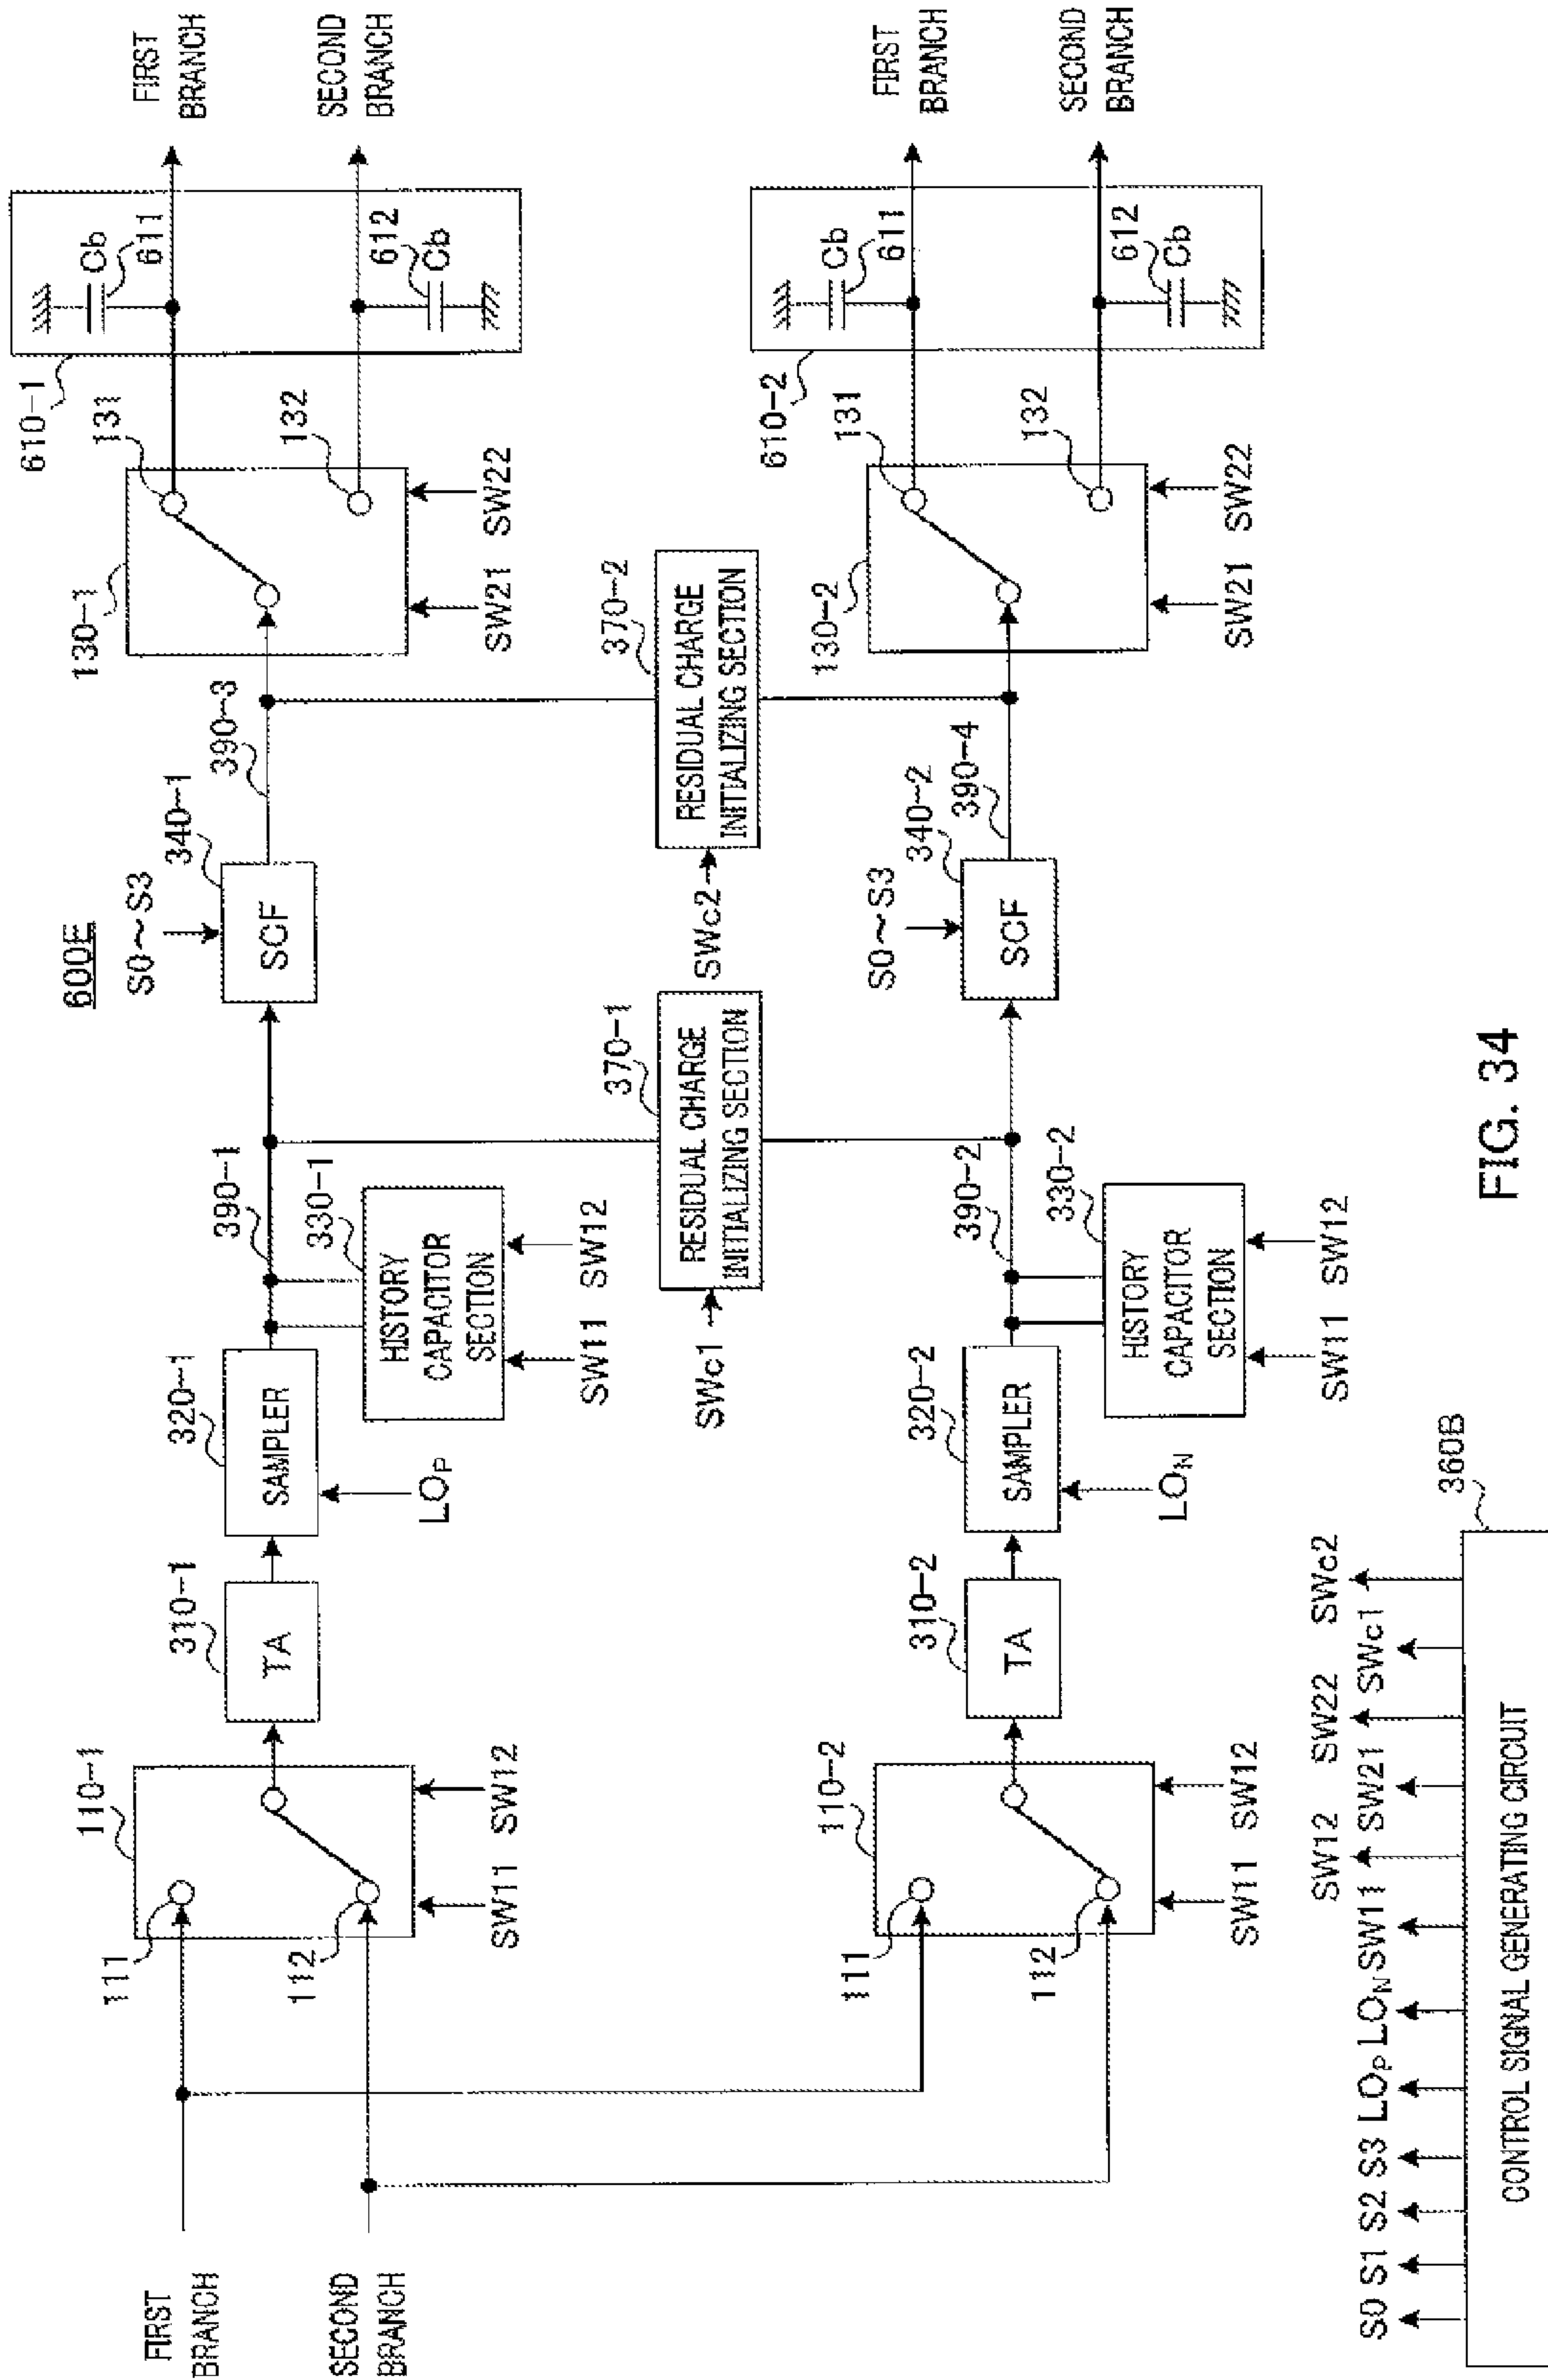 600E
FIRST
BRANCH
SECOND
BRANCH
111
112
110-1
SW11
SW12
310-1
TA
320-1
SAMPLER
LOP
390-1
330-1
HISTORY
CAPACITOR
SECTION
SW11
SW12
S0~S3
340-1
SCF
390-3
130-1
131
132
SW21
SW22
610-1
Cb
611
612
Cb
FIRST
BRANCH
SECOND
BRANCH
SWc1
370-1
RESIDUAL CHARGE
INITIALIZING SECTION
SWc2
370-2
RESIDUAL CHARGE
INITIALIZING SECTION
111
112
110-2
SW11
SW12
310-2
TA
320-2
SAMPLER
LON
390-2
330-2
HISTORY
CAPACITOR
SECTION
SW11
SW12
S0~S3
340-2
SCF
390-4
130-2
131
132
SW21
SW22
610-2
Cb
611
612
Cb
FIRST
BRANCH
SECOND
BRANCH
S0 S1 S2 S3 LOP LON SW11 SW12 SW21 SW22 SWc1 SWc2
360B
CONTROL SIGNAL GENERATING CIRCUIT
FIG. 34